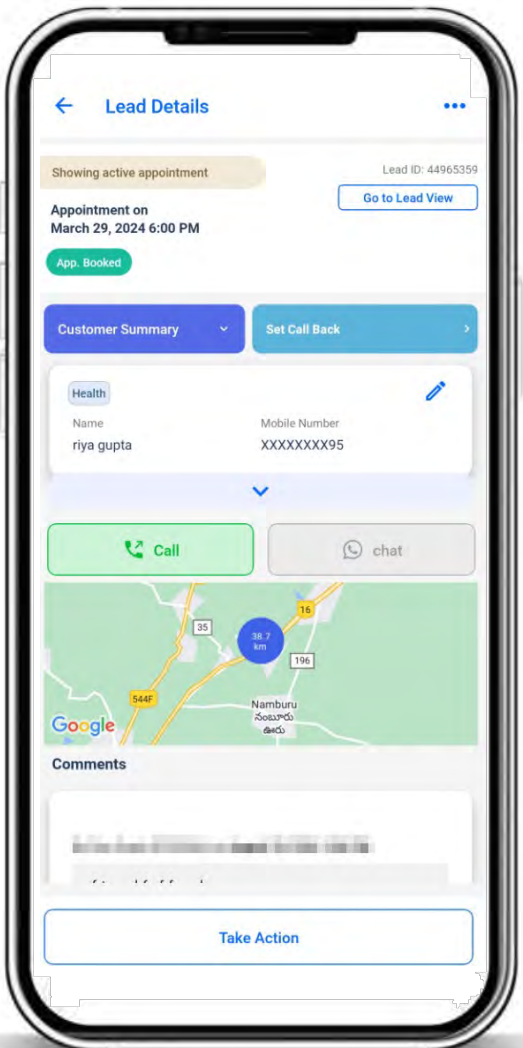 Lead Details
Showing active appointment
Lead ID: 44965359
Go to Lead View
Appointment on
March 29, 2024 6:00 PM
App. Booked
Customer Summary
Set Call Back
Health
Name
Mobile Number
riya gupta
XXXXXXXX95
Call
chat
16
35
38.7
km
196
544F
Namburu
నంబూరు
ఊరు
Google
Comments
Take Action